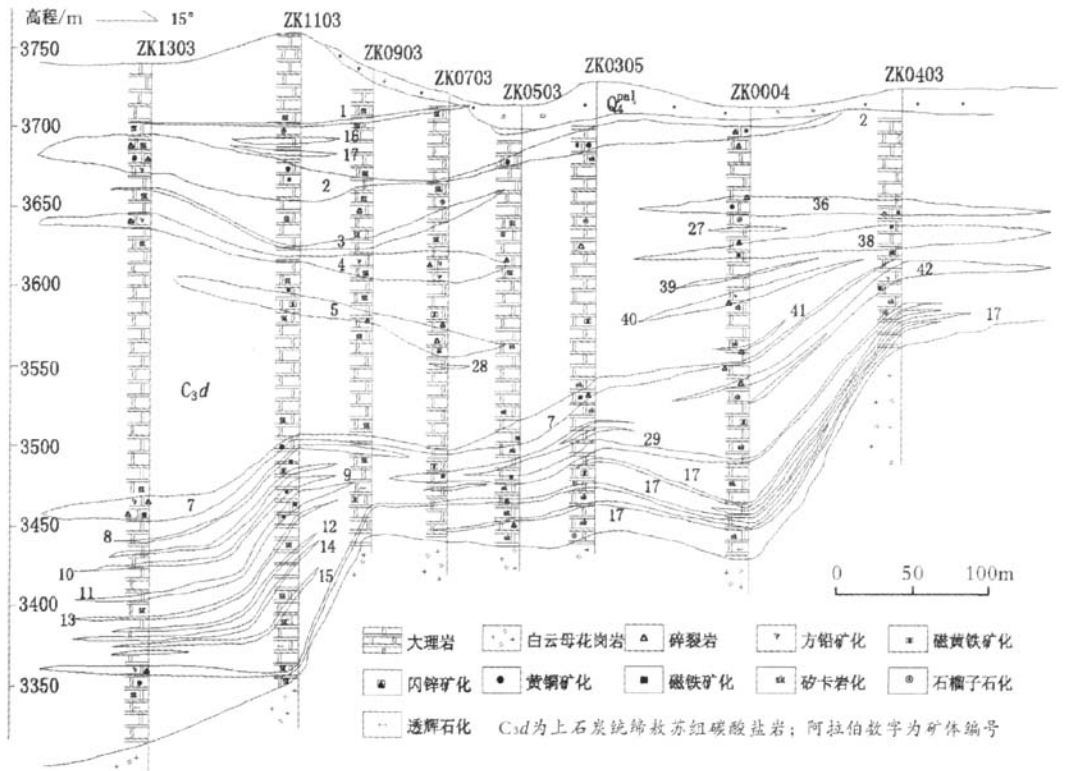 高程/m
15°
ZK1303
ZK1103
ZK0903
ZK0703
ZK0503
ZK0305
ZK0004
ZK0403
3750
3700
3650
3600
3550
3500
3450
3400
3350
Q₄ᵖᵃˡ
C₃d
1
16
17
2
3
4
5
28
2
36
27
38
42
39
40
41
17
7
29
17
17
17
7
8
9
10
11
12
13
14
15
0 50 100m
大理岩 白云母花岗岩 碎裂岩 方铅矿化 磁黄铁矿化
闪锌矿化 黄铜矿化 磁铁矿化 矽卡岩化 石榴子石化
透辉石化 C₃d为上石炭统缔敖苏组碳酸盐岩；阿拉伯数字为矿体编号